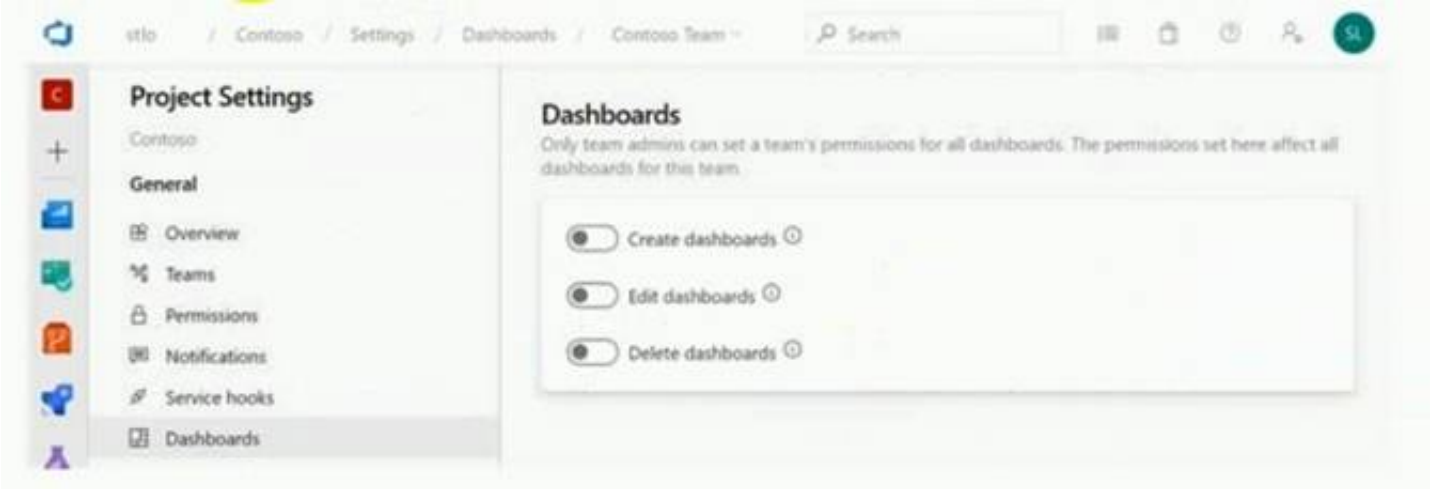 stlo / Contoso / Settings / Dashboards / Contoso Team
Search
SL
C
Project Settings
Contoso
General
Overview
Teams
Permissions
Notifications
Service hooks
Dashboards
Dashboards
Only team admins can set a team's permissions for all dashboards. The permissions set here affect all
dashboards for this team.
Create dashboards
Edit dashboards
Delete dashboards